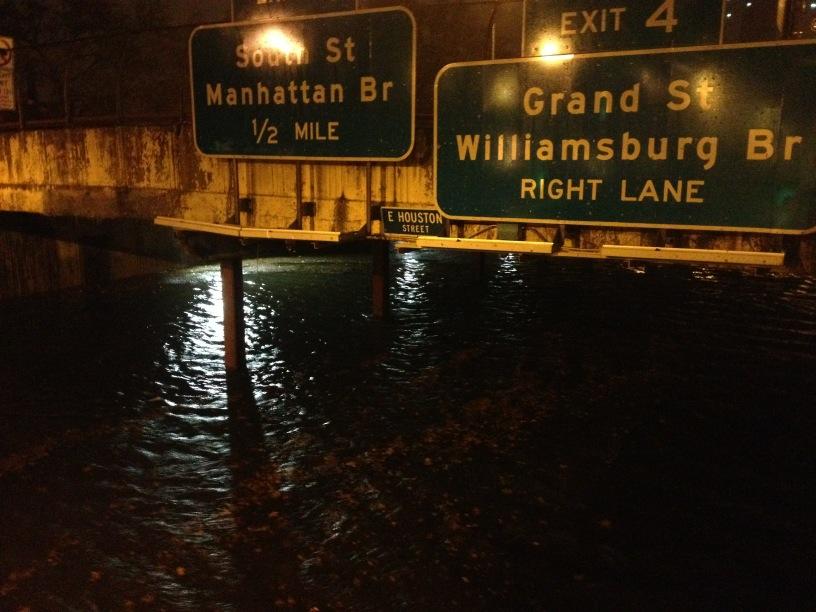 South St
Manhattan Br
1/2 MILE
EXIT 4
Grand St
Williamsburg Br
RIGHT LANE
E HOUSTON
STREET